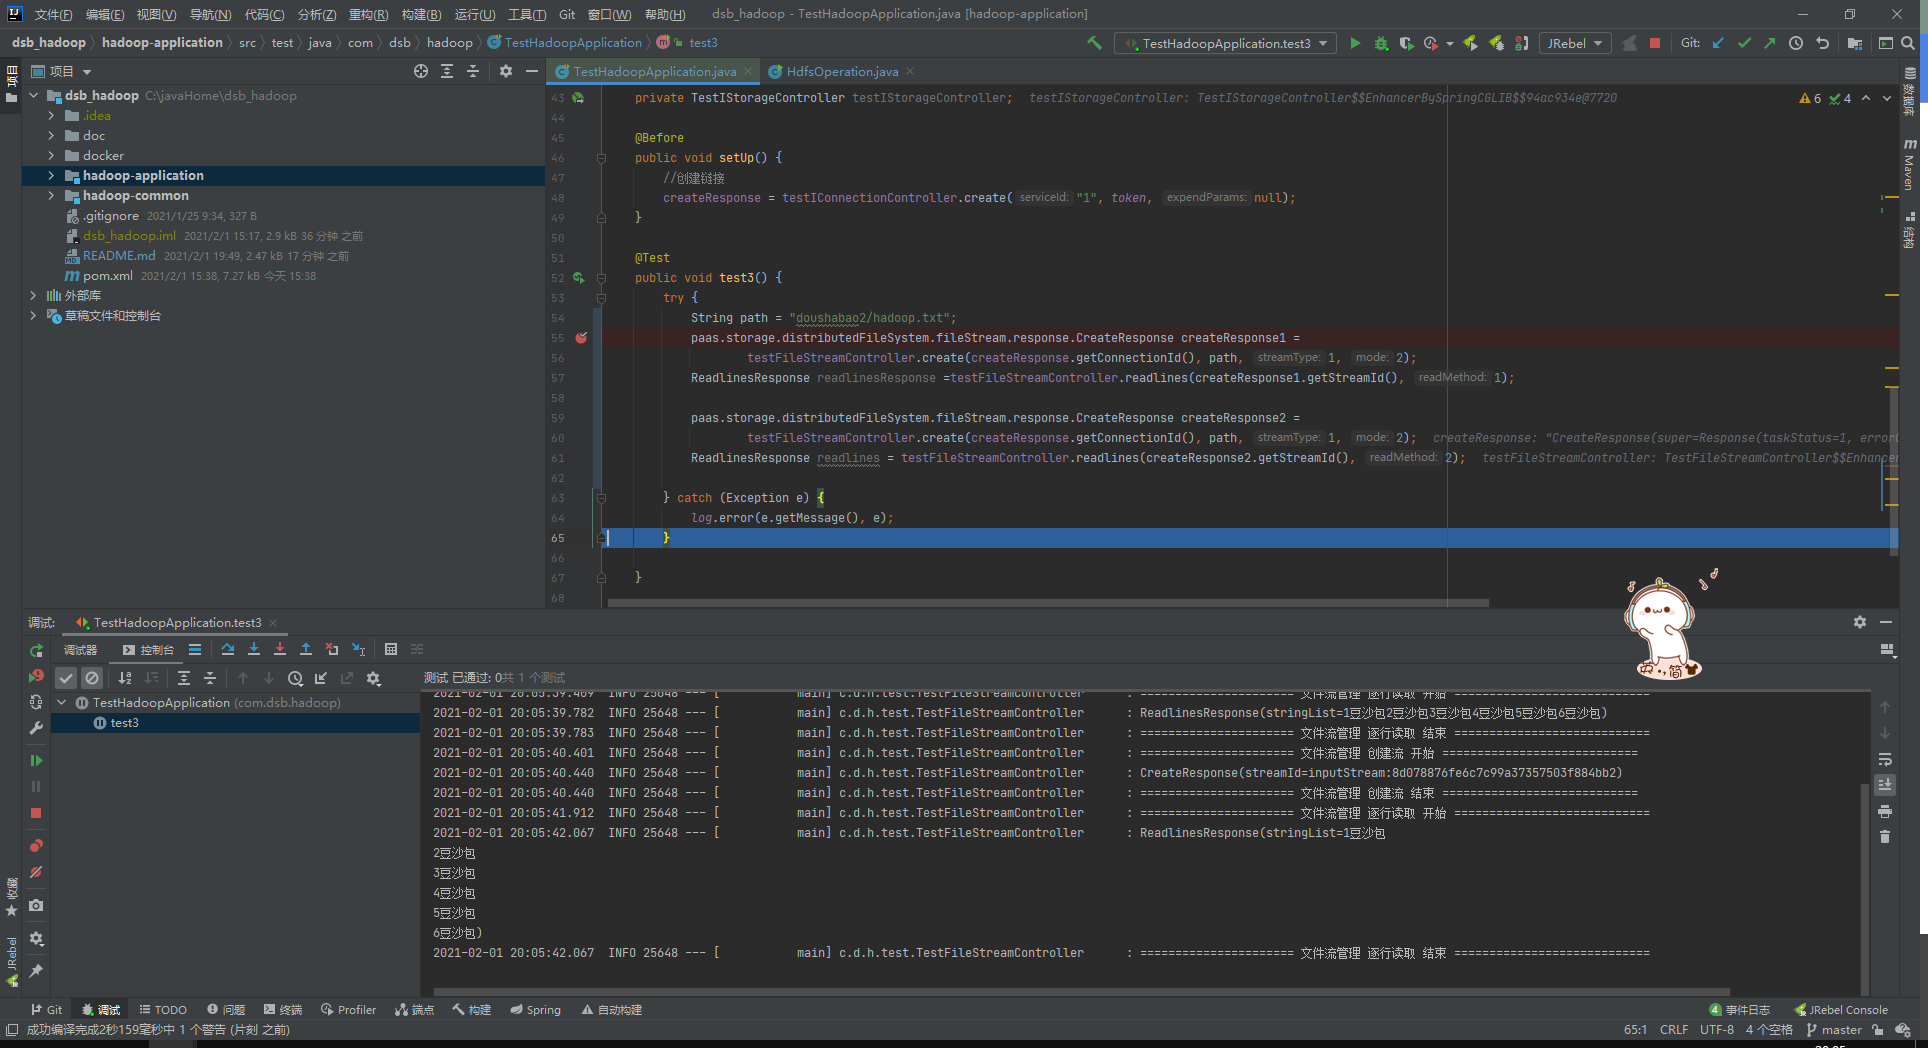 文件(F) 编辑(E) 视图(V) 导航(N) 代码(C) 分析(Z) 重构(R) 构建(B) 运行(U) 工具(T) Git 窗口(W) 帮助(H) dsb_hadoop - TestHadoopApplication.java [hadoop-application]
dsb_hadoop hadoop-application src test java com dsb hadoop TestHadoopApplication test3 TestHadoopApplication.test3 JRebel Git:
项目
项目
TestHadoopApplication.java HdfsOperation.java
dsb_hadoop C:\javaHome\dsb_hadoop
.idea
doc
docker
hadoop-application
hadoop-common
.gitignore 2021/1/25 9:34, 327 B
dsb_hadoop.iml 2021/2/1 15:17, 2.9 kB 36 分钟 之前
README.md 2021/2/1 19:49, 2.47 kB 17 分钟 之前
pom.xml 2021/2/1 15:38, 7.27 kB 今天 15:38
外部库
草稿文件和控制台
43 private TestIStorageController testIStorageController; testIStorageController: TestIStorageController$$EnhancerBySpringCGLIB$$94ac934e@7720
6 4
44
45 @Before
46 public void setUp() {
47 //创建链接
48 createResponse = testIConnectionController.create( serviceId: "1", token, expendParams: null);
49 }
50
51 @Test
52 public void test3() {
53 try {
54 String path = "doushabao2/hadoop.txt";
55 paas.storage.distributedFileSystem.fileStream.response.CreateResponse createResponse1 =
56 testFileStreamController.create(createResponse.getConnectionId(), path, streamType: 1, mode: 2);
57 ReadlinesResponse readlinesResponse =testFileStreamController.readlines(createResponse1.getStreamId(), readMethod: 1);
58
59 paas.storage.distributedFileSystem.fileStream.response.CreateResponse createResponse2 =
60 testFileStreamController.create(createResponse.getConnectionId(), path, streamType: 1, mode: 2); createResponse: "CreateResponse(super=Response(taskStatus=1, error
61 ReadlinesResponse readlines = testFileStreamController.readlines(createResponse2.getStreamId(), readMethod: 2); testFileStreamController: TestFileStreamController$$Enhancer
62
63 } catch (Exception e) {
64 log.error(e.getMessage(), e);
65 }
66
67 }
68
数据库
Maven
结构
调试: TestHadoopApplication.test3
调试器 控制台
测试 已通过: 0共 1 个测试
TestHadoopApplication (com.dsb.hadoop)
test3
2021-02-01 20:05:39.409 INFO 25648 --- [ main] c.d.h.test.TestFileStreamController : ====================== 文件流管理 逐行读取 开始 ============================
2021-02-01 20:05:39.782 INFO 25648 --- [ main] c.d.h.test.TestFileStreamController : ReadlinesResponse(stringList=1豆沙包2豆沙包3豆沙包4豆沙包5豆沙包6豆沙包)
2021-02-01 20:05:39.783 INFO 25648 --- [ main] c.d.h.test.TestFileStreamController : ====================== 文件流管理 逐行读取 结束 ============================
2021-02-01 20:05:40.401 INFO 25648 --- [ main] c.d.h.test.TestFileStreamController : ====================== 文件流管理 创建流 开始 ============================
2021-02-01 20:05:40.440 INFO 25648 --- [ main] c.d.h.test.TestFileStreamController : CreateResponse(streamId=inputStream:8d078876fe6c7c99a37357503f884bb2)
2021-02-01 20:05:40.440 INFO 25648 --- [ main] c.d.h.test.TestFileStreamController : ====================== 文件流管理 创建流 结束 ============================
2021-02-01 20:05:41.912 INFO 25648 --- [ main] c.d.h.test.TestFileStreamController : ====================== 文件流管理 逐行读取 开始 ============================
2021-02-01 20:05:42.067 INFO 25648 --- [ main] c.d.h.test.TestFileStreamController : ReadlinesResponse(stringList=1豆沙包
2豆沙包
3豆沙包
4豆沙包
5豆沙包
6豆沙包)
2021-02-01 20:05:42.067 INFO 25648 --- [ main] c.d.h.test.TestFileStreamController : ====================== 文件流管理 逐行读取 结束 ============================
收藏
JRebel
Git 调试 TODO 问题 终端 Profiler 端点 构建 Spring 自动构建 4 事件日志 JRebel Console
成功编译完成2秒159毫秒中 1 个警告 (片刻 之前) 65:1 CRLF UTF-8 4 个空格 master